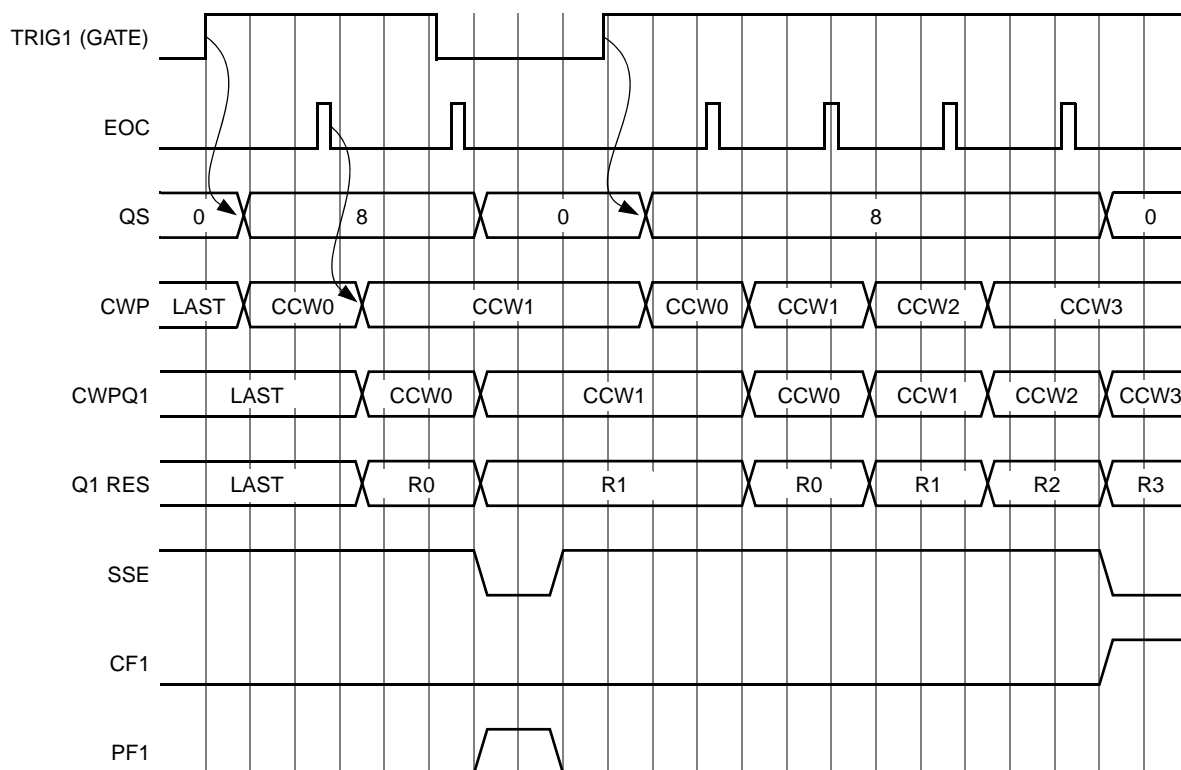 TRIG1 (GATE)
EOC
QS 0 8 0 8 0
CWP LAST CCW0 CCW1 CCW0 CCW1 CCW2 CCW3
CWPQ1 LAST CCW0 CCW1 CCW0 CCW1 CCW2 CCW3
Q1 RES LAST R0 R1 R0 R1 R2 R3
SSE
CF1
PF1